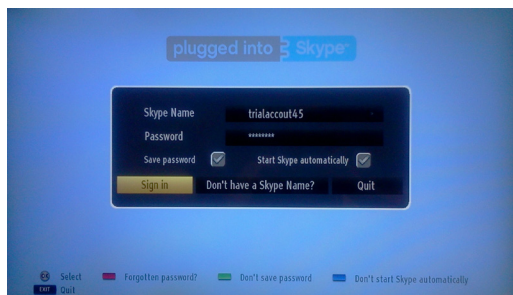 plugged into Skype™
Skype Name trialaccout45
Password ********
Save password Start Skype automatically
Sign in Don't have a Skype Name? Quit
OK Select Forgotten password? Don't save password Don't start Skype automatically
EXIT Quit